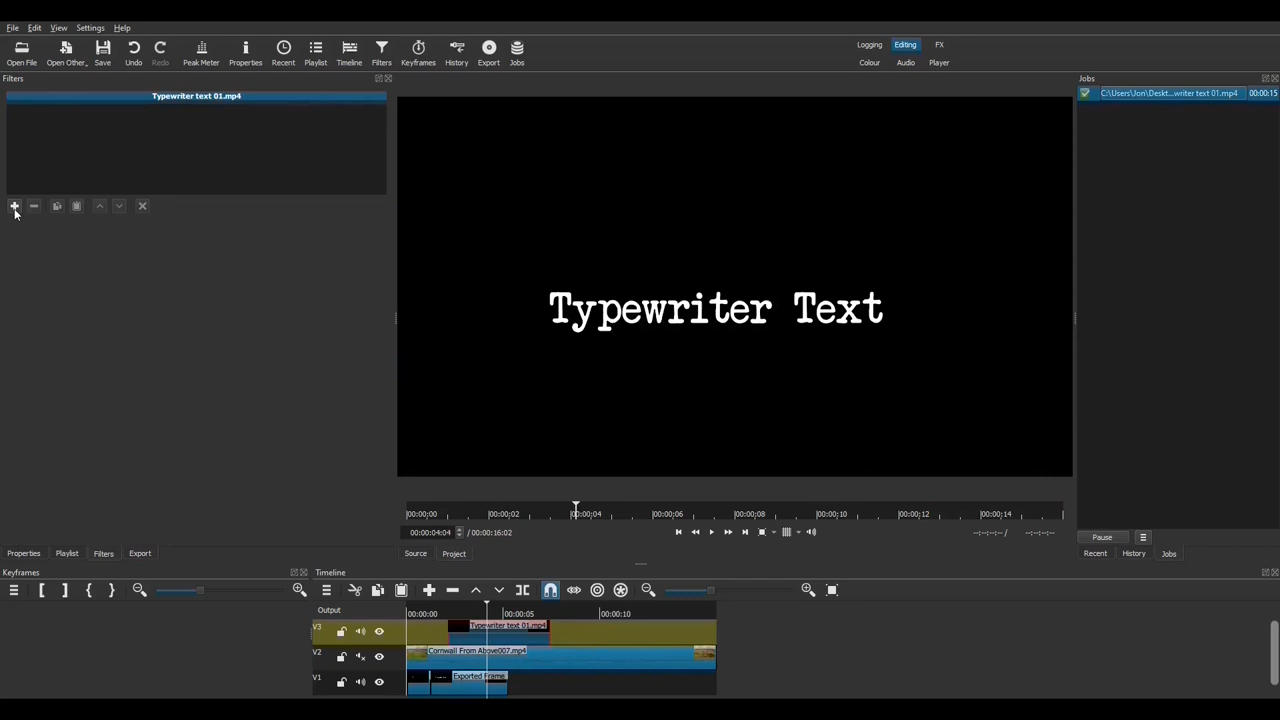 File Edit View Settings Help
Open File Open Other.. Save Undo Redo Peak Meter Properties Recent Playlist Timeline Filters Keyframes History Export Jobs
Logging Editing FX
Colour Audio Player
Filters
Jobs
Typewriter text 01.mp4
C:\Users\Jon\Deskt...writer text 01.mp4 00:00:15
Typewriter Text
00:00:00 00:00;02 00:00;04 00:00;06 00:00;08 00:00;10 00:00;12 00:00;14
00:00:04:04 / 00:00:16:02 --:--:--:-- / --:--:--:--
Pause
Properties Playlist Filters Export
Source Project
Recent History Jobs
Keyframes
Timeline
Output
00:00:00 00:00:05 00:00:10
V3 Typewriter text 01.mp4
V2 Cornwall From Above007.mp4
V1 Exported Frame